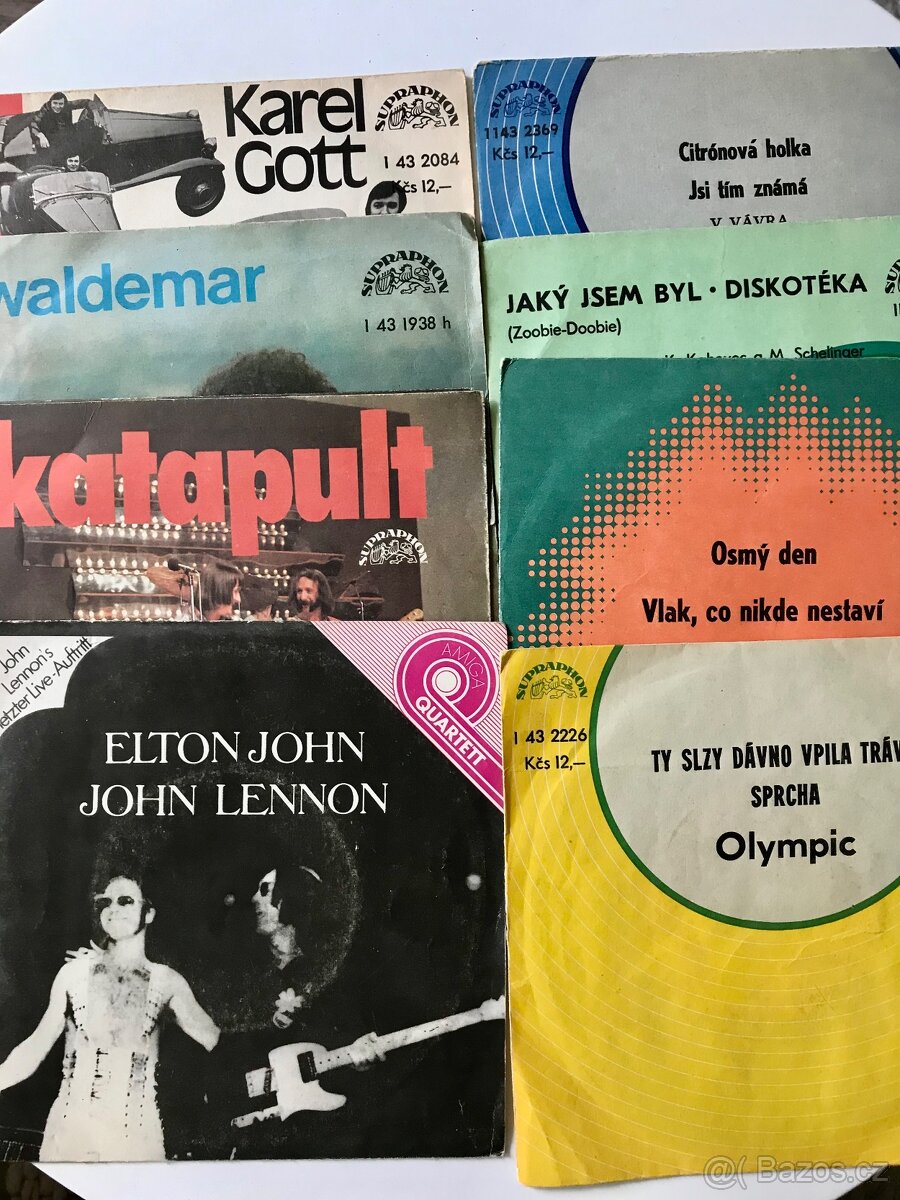 Karel
Gott
SUPRAPHON
1 43 2084
Kčs 12,–
SUPRAPHON
1143 2369
Kčs 12,–
Citrónová holka
Jsi tím známá
V. VÁVRA
waldemar
SUPRAPHON
1 43 1938 h
JAKÝ JSEM BYL · DISKOTÉKA
(Zoobie-Doobie)
a M. Schelinger
katapult
SUPRAPHON
Osmý den
Vlak, co nikde nestaví
John
Lennon's
letzter Live-Auftritt
AMIGA
QUARTETT
ELTON JOHN
JOHN LENNON
SUPRAPHON
1 43 2226
Kčs 12,–
TY SLZY DÁVNO VPILA TRÁV
SPRCHA
Olympic
Bazos.cz